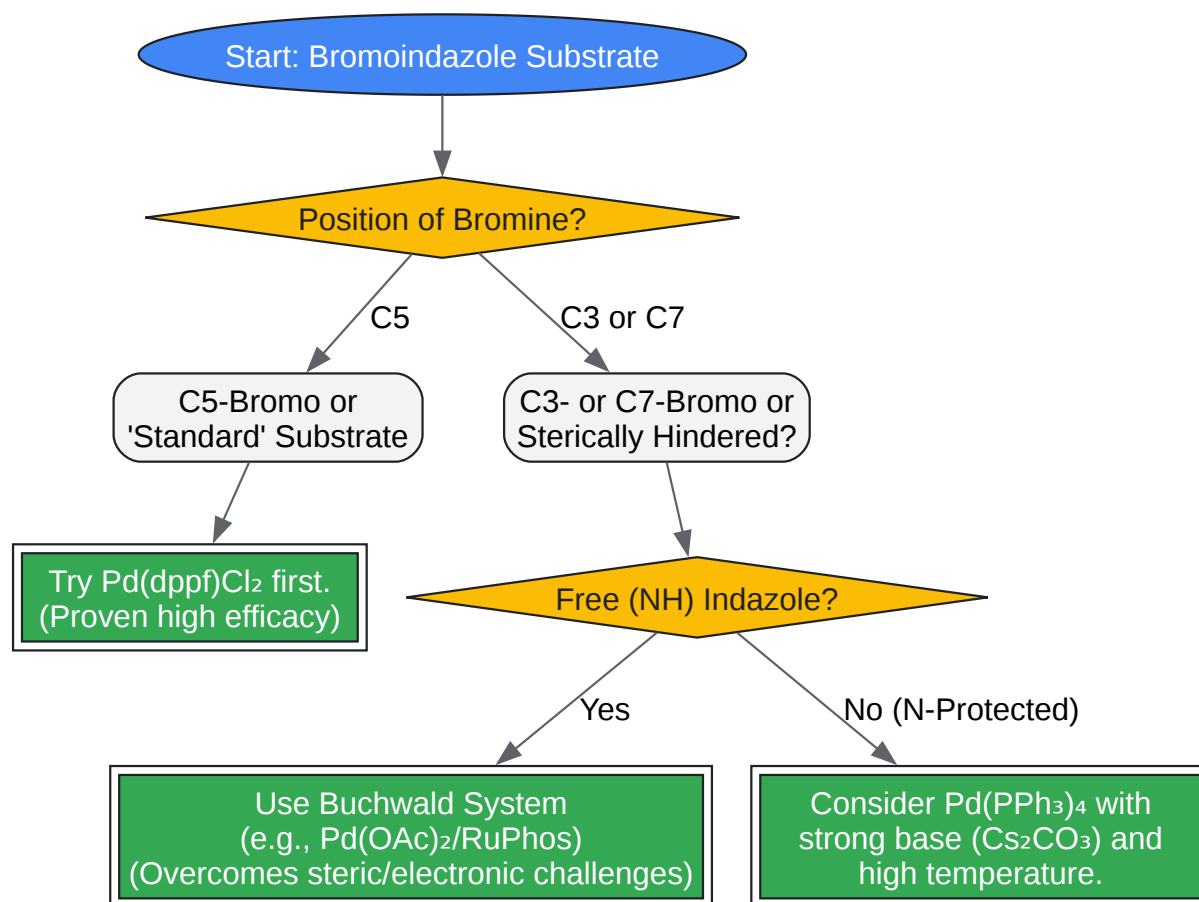 Start: Bromoindazole Substrate
Position of Bromine?
C5
C3 or C7
C5-Bromo or
'Standard' Substrate
C3- or C7-Bromo or
Sterically Hindered?
Try Pd(dppf)Cl₂ first.
(Proven high efficacy)
Free (NH) Indazole?
Yes
No (N-Protected)
Use Buchwald System
(e.g., Pd(OAc)₂/RuPhos)
(Overcomes steric/electronic challenges)
Consider Pd(PPh₃)₄ with
strong base (Cs₂CO₃) and
high temperature.